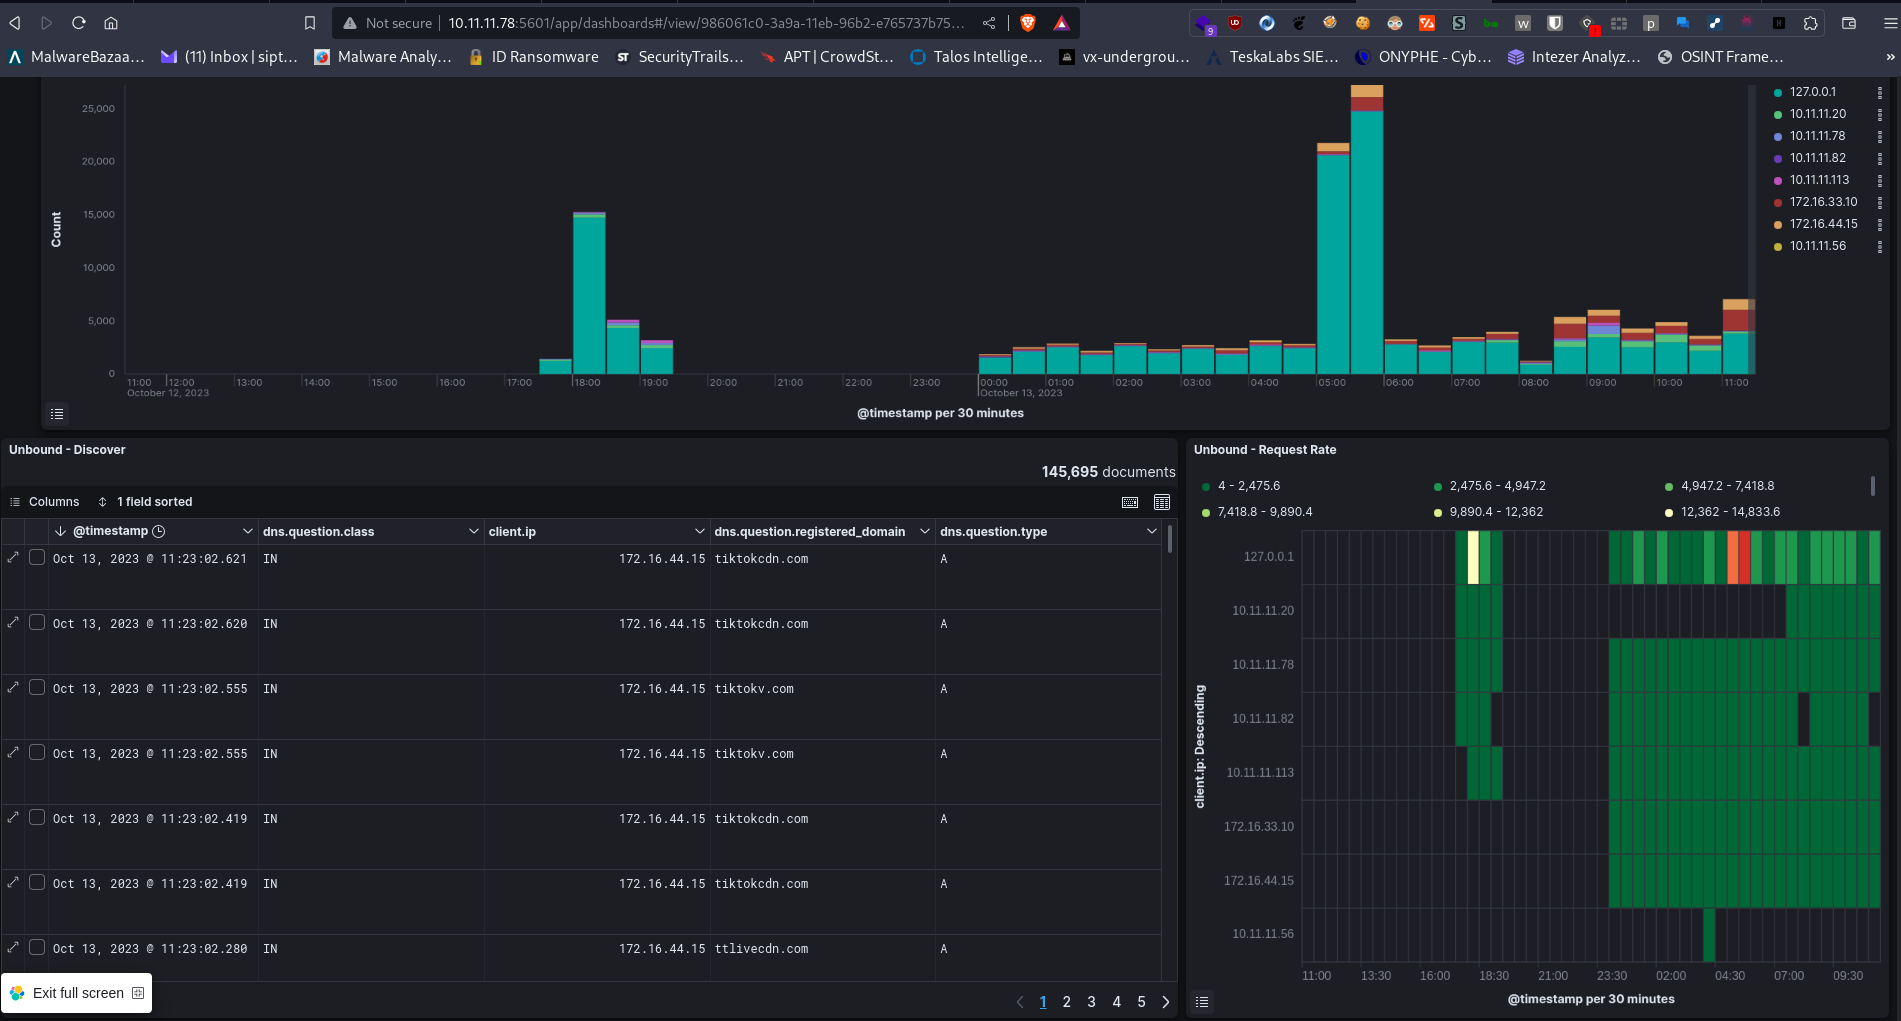 Not secure
10.11.11.78:5601/app/dashboards#/view/986061c0-3a9a-11eb-96b2-e765737b75...
9
MalwareBazaa... (11) Inbox | sipt... Malware Analy... ID Ransomware ST SecurityTrails... APT | CrowdSt... Talos Intellige... vx-undergrou... TeskaLabs SIE... ONYPHE - Cyb... Intezer Analyz... OSINT Frame... »
25,000
20,000
15,000
10,000
5,000
0
Count
11:00 12:00 13:00 14:00 15:00 16:00 17:00 18:00 19:00 20:00 21:00 22:00 23:00 00:00 01:00 02:00 03:00 04:00 05:00 06:00 07:00 08:00 09:00 10:00 11:00
October 12, 2023 October 13, 2023
@timestamp per 30 minutes
127.0.0.1
10.11.11.20
10.11.11.78
10.11.11.82
10.11.11.113
172.16.33.10
172.16.44.15
10.11.11.56
Unbound - Discover
145,695 documents
Columns 1 field sorted
@timestamp dns.question.class client.ip dns.question.registered_domain dns.question.type
Oct 13, 2023 @ 11:23:02.621 IN 172.16.44.15 tiktokcdn.com A
Oct 13, 2023 @ 11:23:02.620 IN 172.16.44.15 tiktokcdn.com A
Oct 13, 2023 @ 11:23:02.555 IN 172.16.44.15 tiktokv.com A
Oct 13, 2023 @ 11:23:02.555 IN 172.16.44.15 tiktokv.com A
Oct 13, 2023 @ 11:23:02.419 IN 172.16.44.15 tiktokcdn.com A
Oct 13, 2023 @ 11:23:02.419 IN 172.16.44.15 tiktokcdn.com A
Oct 13, 2023 @ 11:23:02.280 IN 172.16.44.15 ttlivecdn.com A
Exit full screen
1 2 3 4 5
Unbound - Request Rate
4 - 2,475.6 2,475.6 - 4,947.2 4,947.2 - 7,418.8
7,418.8 - 9,890.4 9,890.4 - 12,362 12,362 - 14,833.6
client.ip: Descending
127.0.0.1
10.11.11.20
10.11.11.78
10.11.11.82
10.11.11.113
172.16.33.10
172.16.44.15
10.11.11.56
11:00 13:30 16:00 18:30 21:00 23:30 02:00 04:30 07:00 09:30
@timestamp per 30 minutes